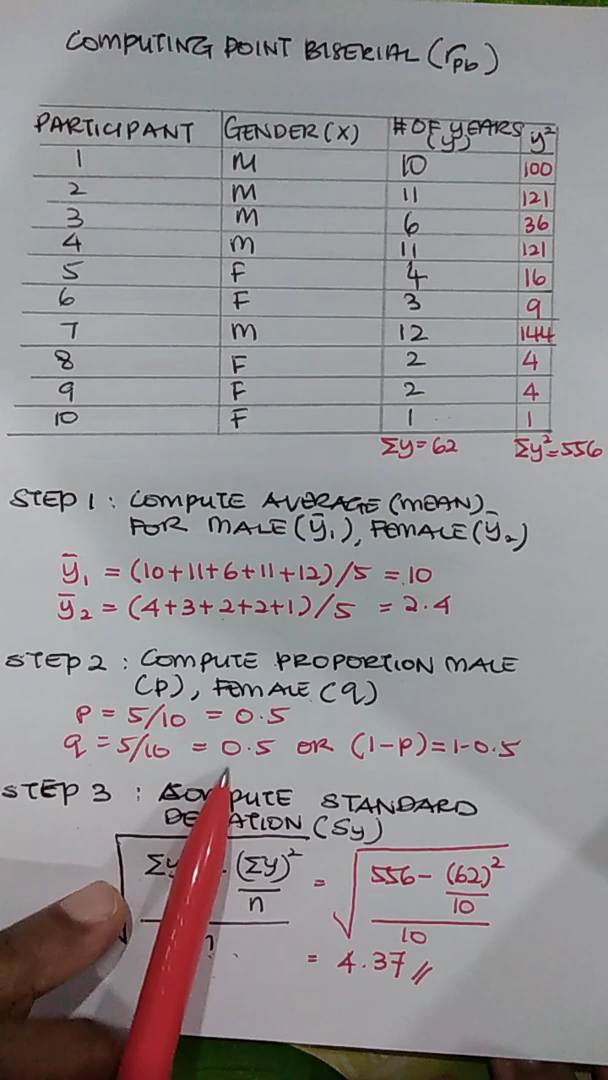 COMPUTING POINT BISERIAL (rpb)
PARTICIPANT GENDER (X) # OF YEARS (y) y²
1 M 10 100
2 M 11 121
3 M 6 36
4 M 11 121
5 F 4 16
6 F 3 9
7 M 12 144
8 F 2 4
9 F 2 4
10 F 1 1
Σy=62 Σy²=556
STEP 1: COMPUTE AVERAGE (MEAN)
FOR MALE (ȳ₁), FEMALE (ȳ₂)
ȳ₁ = (10+11+6+11+12)/5 = 10
ȳ₂ = (4+3+2+2+1)/5 = 2.4
STEP 2: COMPUTE PROPORTION MALE
(p), FEMALE (q)
P = 5/10 = 0.5
q = 5/10 = 0.5 OR (1-P) = 1-0.5
STEP 3: COMPUTE STANDARD
(Sy)
Σy (Σy)² = 556 - (62)²
n 10
n 10
= 4.37//